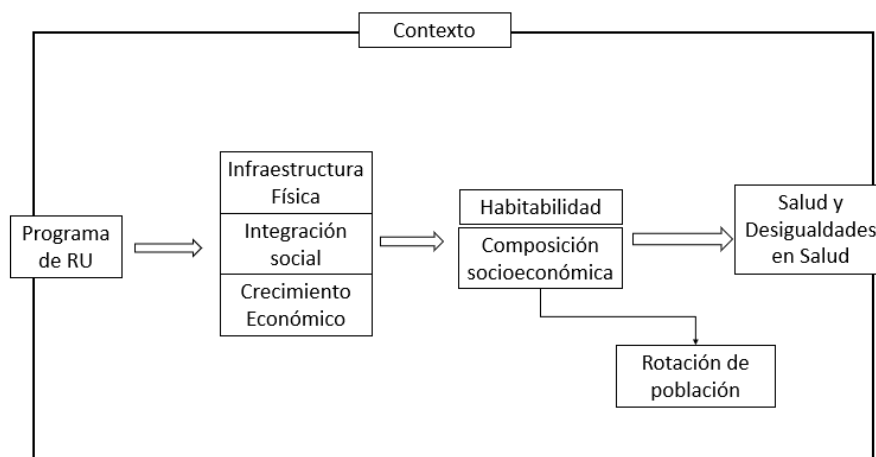 Contexto
Programa
de RU
Infraestructura
Física
Integración
social
Crecimiento
Económico
Habitabilidad
Composición
socioeconómica
Salud y
Desigualdades
en Salud
Rotación de
población